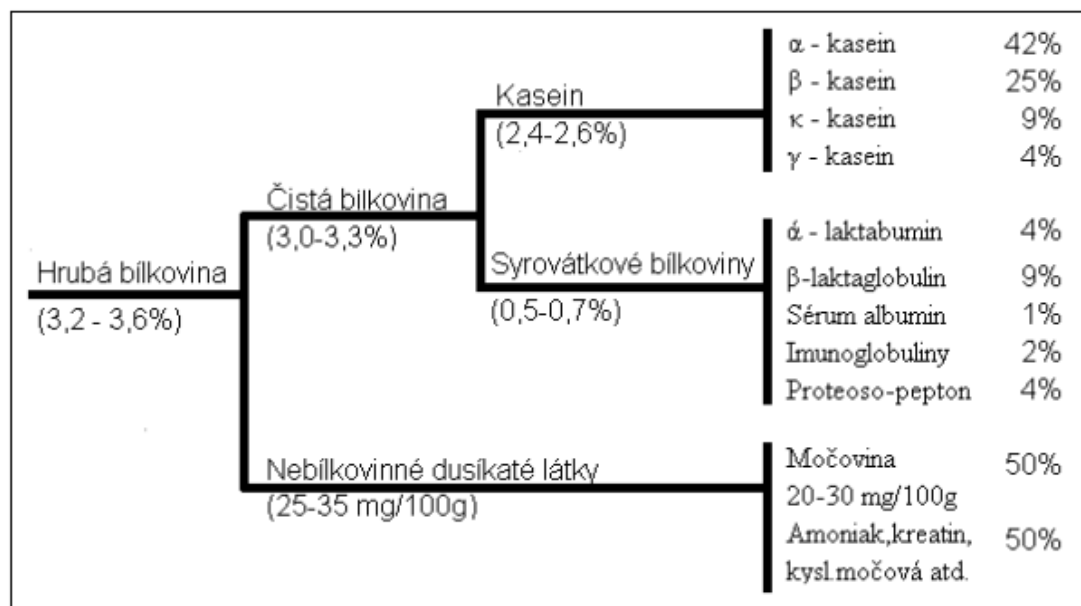 Hrubá bílkovina
(3,2 - 3,6%)
Čistá bilkovina
(3,0-3,3%)
Kasein
(2,4-2,6%)
α - kasein 42%
β - kasein 25%
κ - kasein 9%
γ - kasein 4%
Syrovátkové bílkoviny
(0,5-0,7%)
ά - laktabumin 4%
β-laktaglobulin 9%
Sérum albumin 1%
Imunoglobuliny 2%
Proteoso-pepton 4%
Nebílkovinné dusíkaté látky
(25-35 mg/100g)
Močovina 50%
20-30 mg/100g
Amoniak,kreatin, 50%
kysl.močová atd.